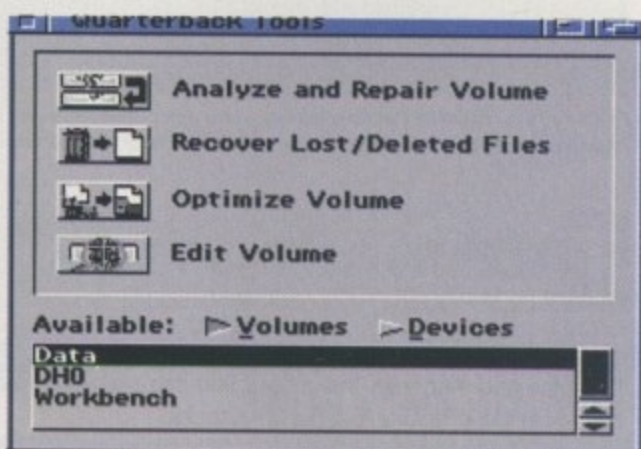 Quarterback Tools
Analyze and Repair Volume
Recover Lost/Deleted Files
Optimize Volume
Edit Volume
Available: Volumes Devices
Data
DH0
Workbench